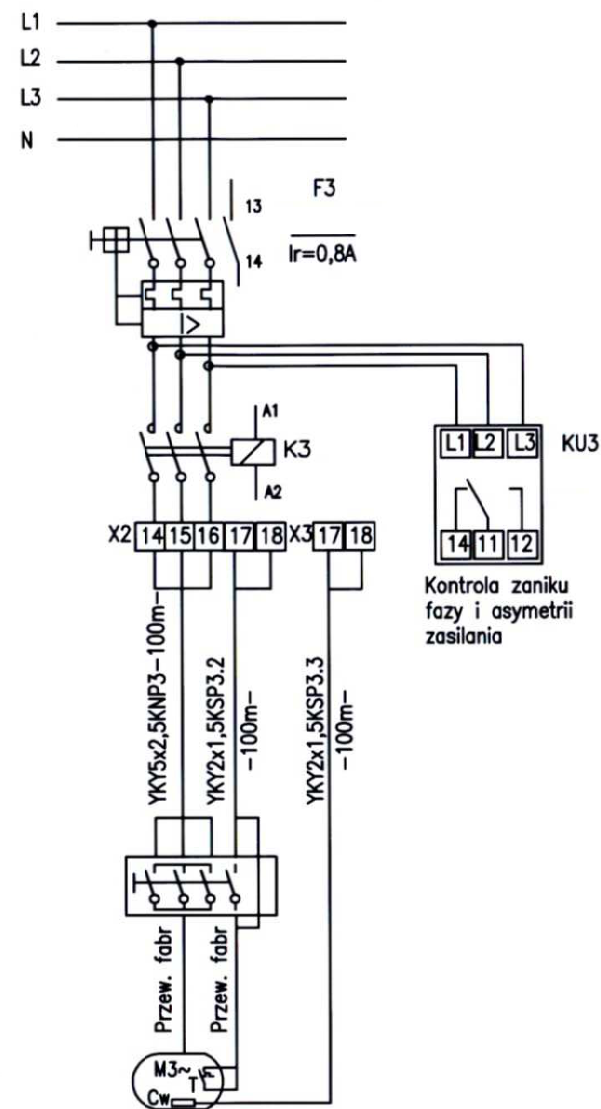 L1
L2
L3
N
F3
13
14
Ir=0,8A
I>
A1
K3
A2
L1 L2 L3 KU3
14 11 12
Kontrola zaniku
fazy i asymetrii
zasilania
X2 14 15 16 17 18 X3 17 18
YKY5x2,5KNP3-100m-
YKY2x1,5KSP3.2
-100m-
YKY2x1,5KSP3.3
-100m-
Przew. fabr
Przew. fabr
M3~
T
Cw